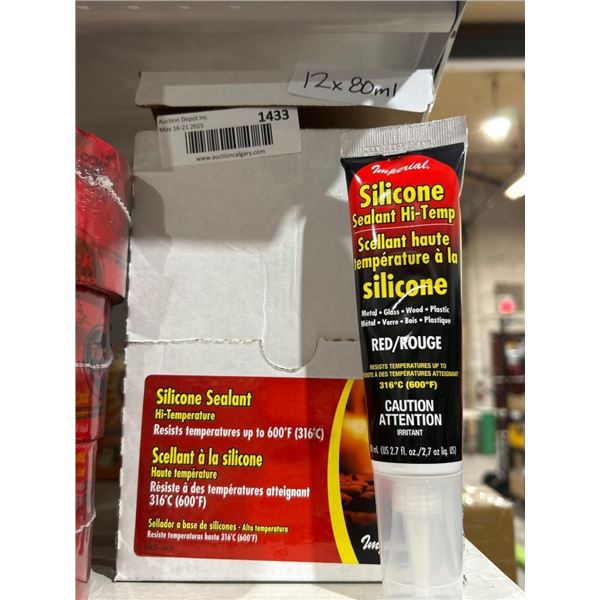 12 x 80ml
Auction Depot Inc
May 16-21 2025
1433
www.auctioncalgary.com
Imperial
Silicone
Sealant Hi-Temp
Scellant haute
température à la
silicone
Metal • Glass • Wood • Plastic
Métal • Verre • Bois • Plastique
RED/ROUGE
RESISTS TEMPERATURES UP TO
À DES TEMPÉRATURES ATTEIGNANT
316°C (600°F)
CAUTION
ATTENTION
IRRITANT
ml (US 2.7 fl. oz/2,7 oz liq. US)
Silicone Sealant
Hi-Temperature
Resists temperatures up to 600°F (316°C)
Scellant à la silicone
Haute température
Résiste à des températures atteignant
316°C (600°F)
Sellador a base de silicones - Alta temperatura
Resiste temperaturas hasta 316°C (600°F)